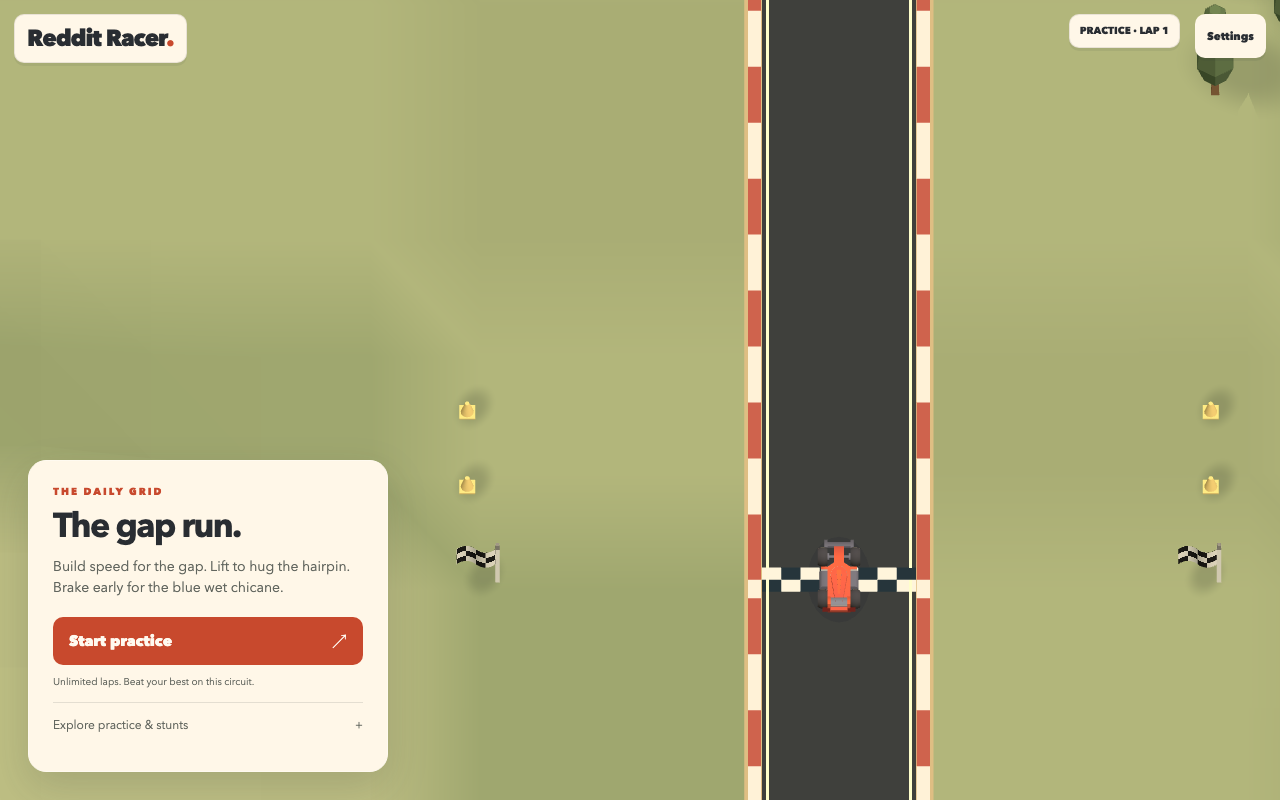 Reddit Racer.
PRACTICE • LAP 1
Settings
THE DAILY GRID
The gap run.
Build speed for the gap. Lift to hug the hairpin.
Brake early for the blue wet chicane.
Start practice ↗
Unlimited laps. Beat your best on this circuit.
Explore practice & stunts +